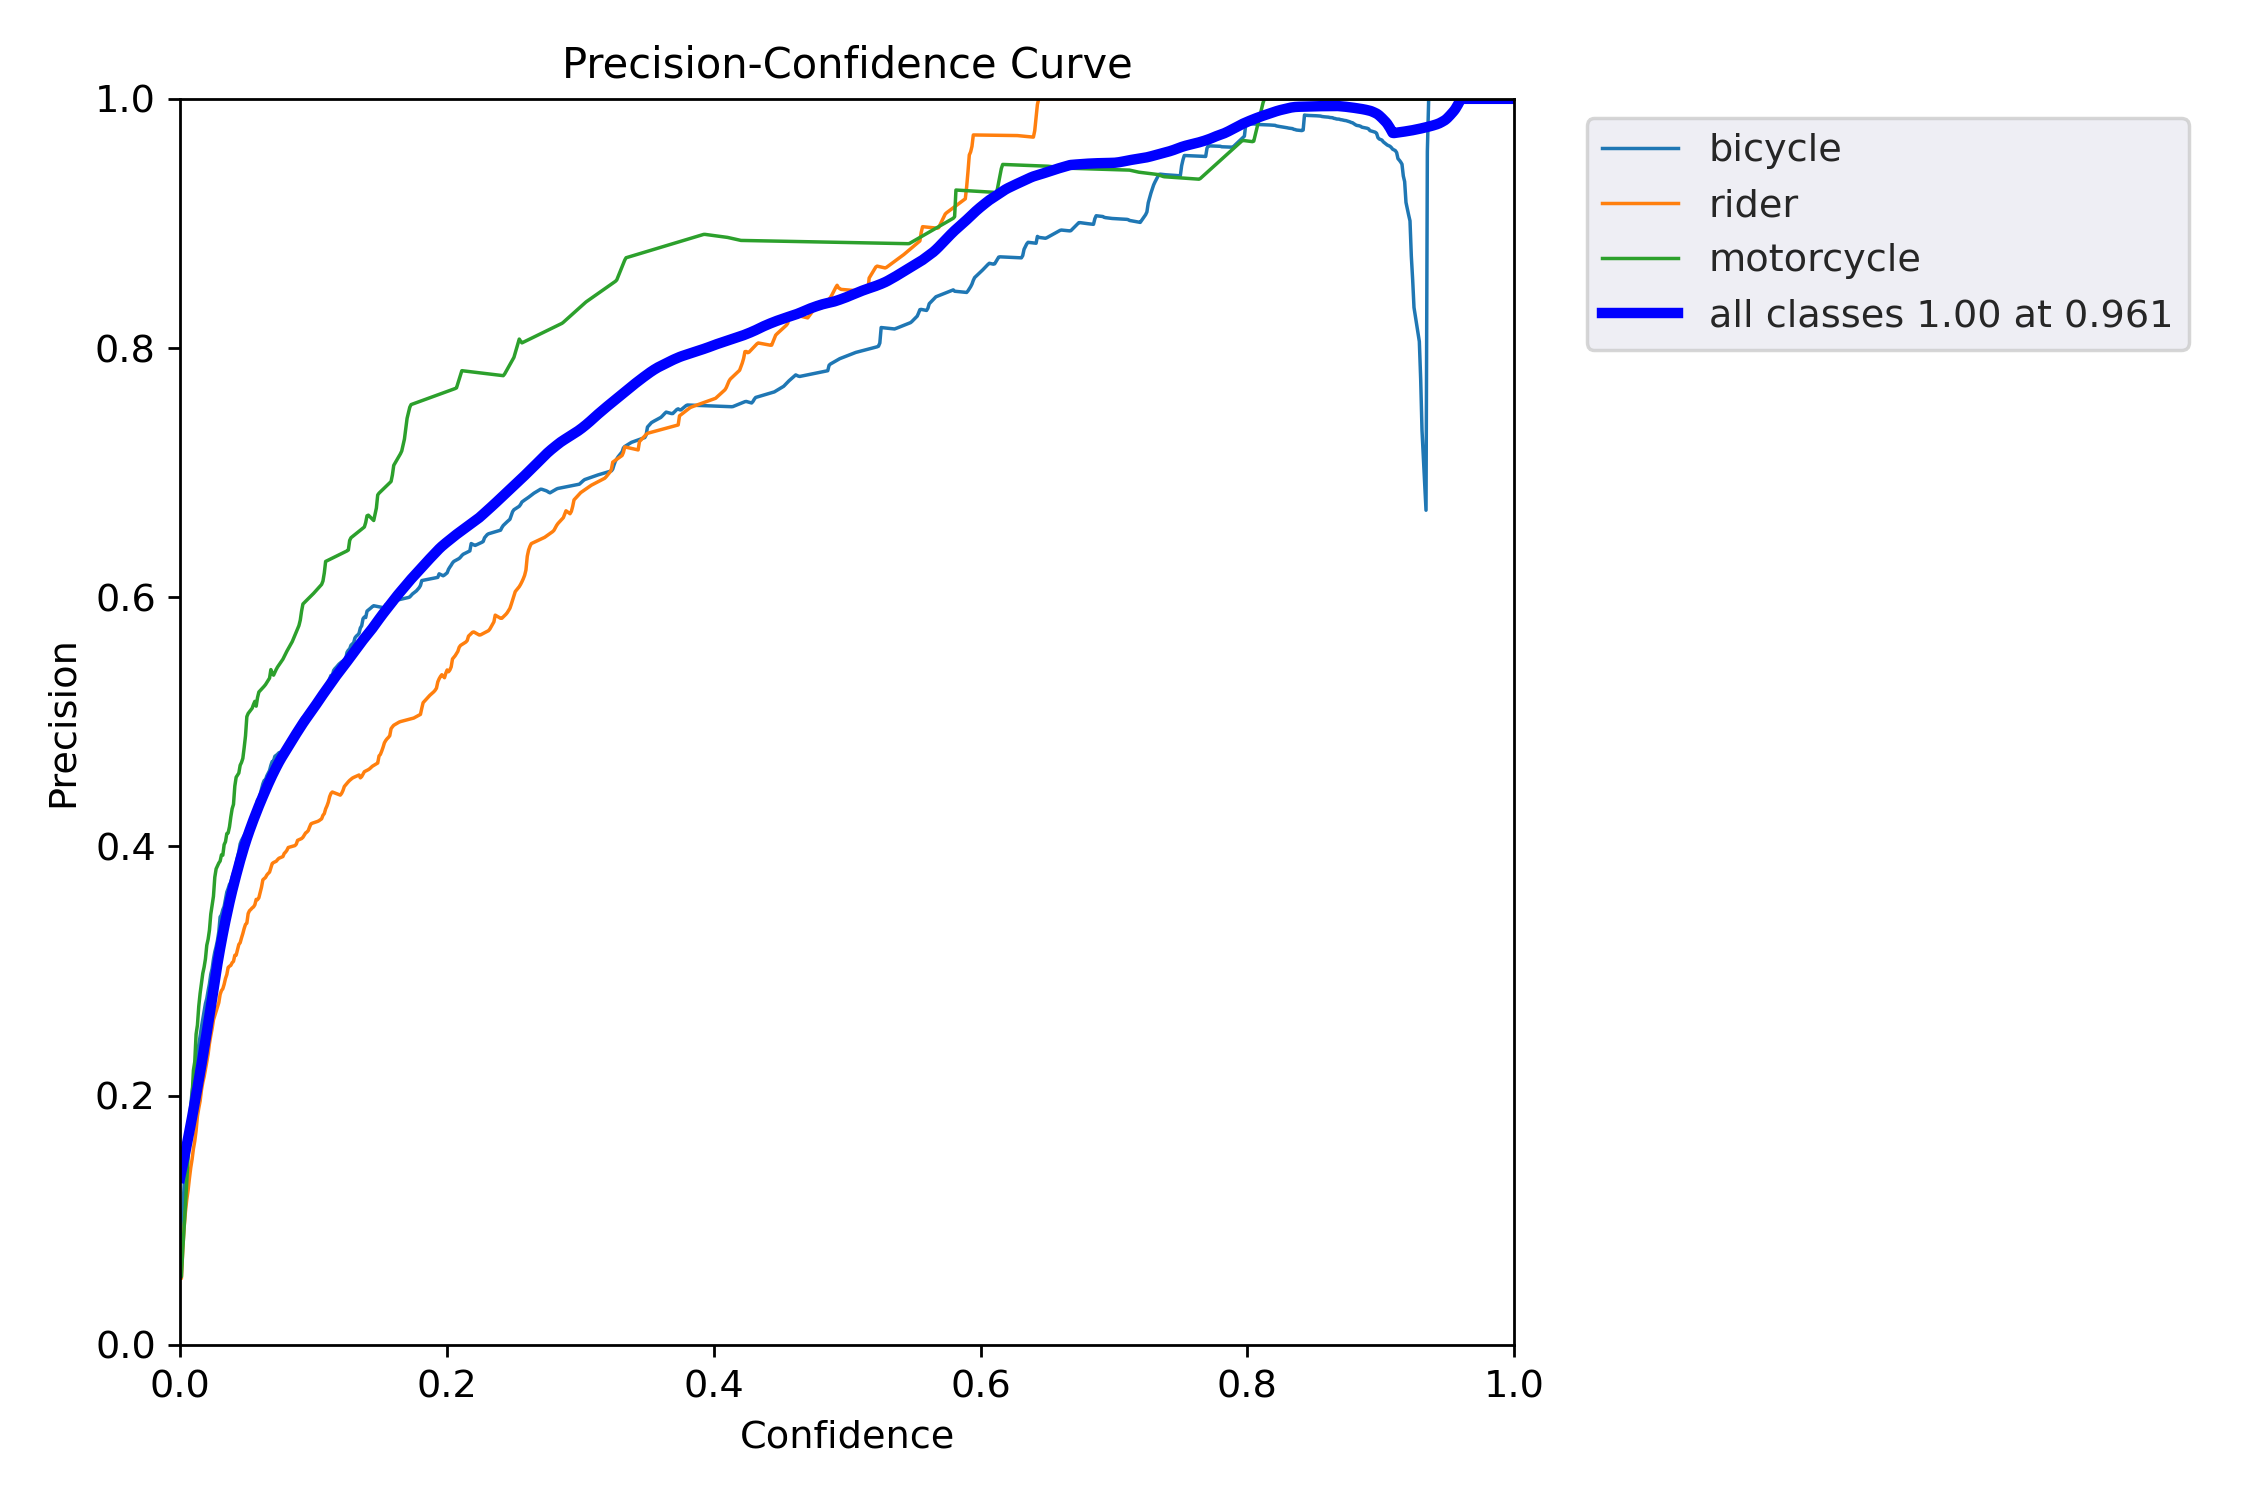 Precision-Confidence Curve
1.0
0.8
0.6
0.4
0.2
0.0
Precision
0.0 0.2 0.4 0.6 0.8 1.0
Confidence
bicycle
rider
motorcycle
all classes 1.00 at 0.961